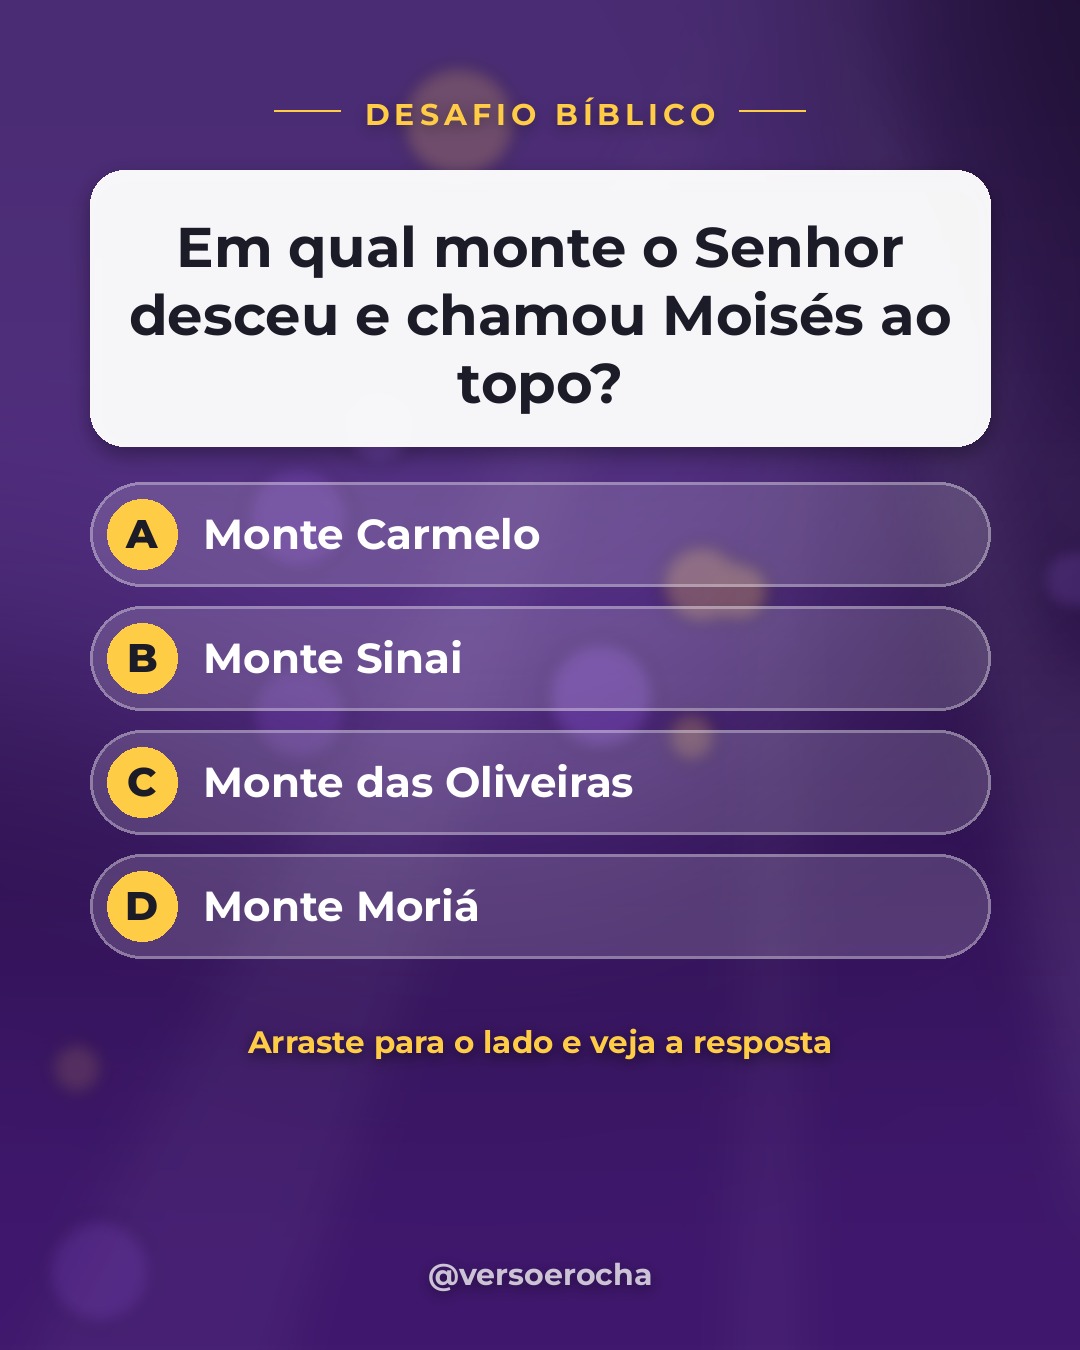 DESAFIO BÍBLICO
Em qual monte o Senhor
desceu e chamou Moisés ao
topo?
A Monte Carmelo
B Monte Sinai
C Monte das Oliveiras
D Monte Moriá
Arraste para o lado e veja a resposta
@versoerocha